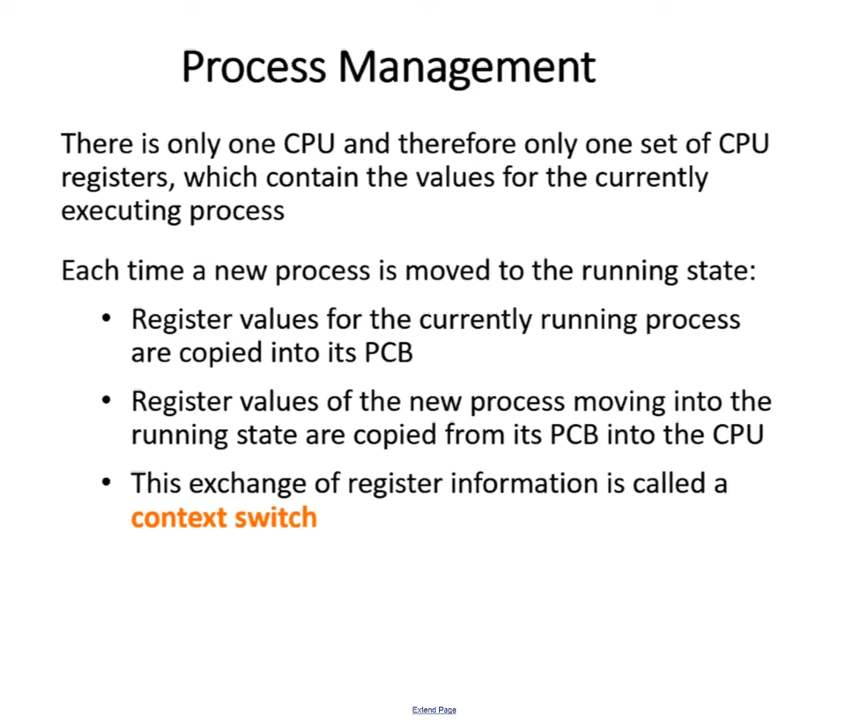 Process Management
There is only one CPU and therefore only one set of CPU
registers, which contain the values for the currently
executing process
Each time a new process is moved to the running state:
• Register values for the currently running process
are copied into its PCB
• Register values of the new process moving into the
running state are copied from its PCB into the CPU
• This exchange of register information is called a
context switch
Extend Page